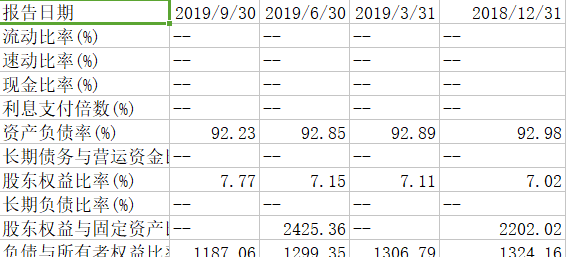 报告日期 2019/9/30 2019/6/30 2019/3/31 2018/12/31
流动比率(%) -- -- -- --
速动比率(%) -- -- -- --
现金比率(%) -- -- -- --
利息支付倍数(%) -- -- -- --
资产负债率(%) 92.23 92.85 92.89 92.98
长期债务与营运资金比 -- -- -- --
股东权益比率(%) 7.77 7.15 7.11 7.02
长期负债比率(%) -- -- -- --
股东权益与固定资产比 -- 2425.36 -- 2202.02
负债与所有者权益比率 1187.06 1299.35 1306.79 1324.16